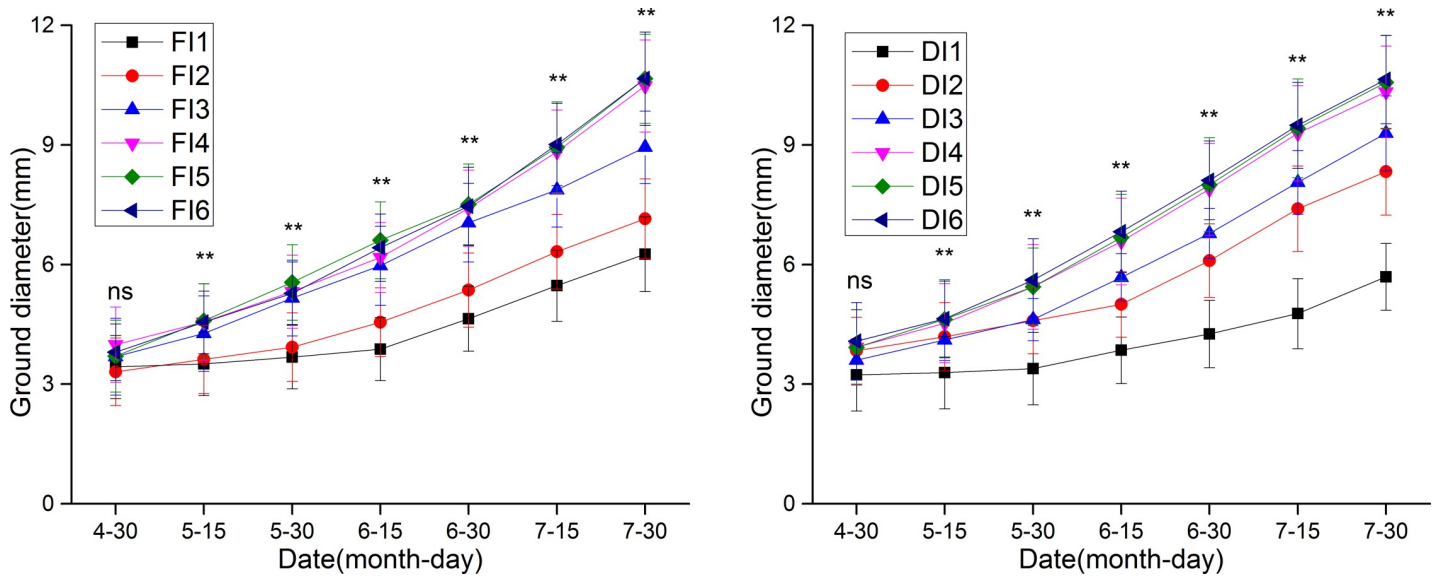 12
9
6
3
0
Ground diameter(mm)
FI1
FI2
FI3
FI4
FI5
FI6
ns
**
**
**
**
**
**
4-30
5-15
5-30
6-15
6-30
7-15
7-30
Date(month-day)
12
9
6
3
0
Ground diameter(mm)
DI1
DI2
DI3
DI4
DI5
DI6
ns
**
**
**
**
**
**
4-30
5-15
5-30
6-15
6-30
7-15
7-30
Date(month-day)